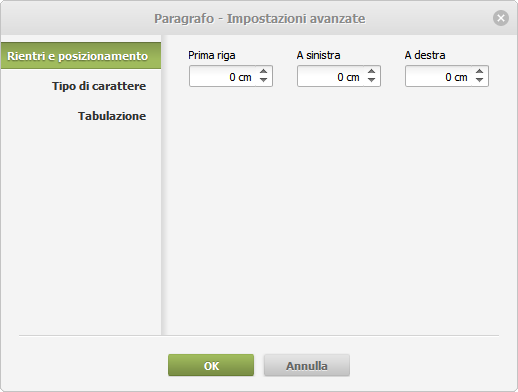 Paragrafo - Impostazioni avanzate
Rientri e posizionamento
Tipo di carattere
Tabulazione
Prima riga A sinistra A destra
0 cm 0 cm 0 cm
OK Annulla